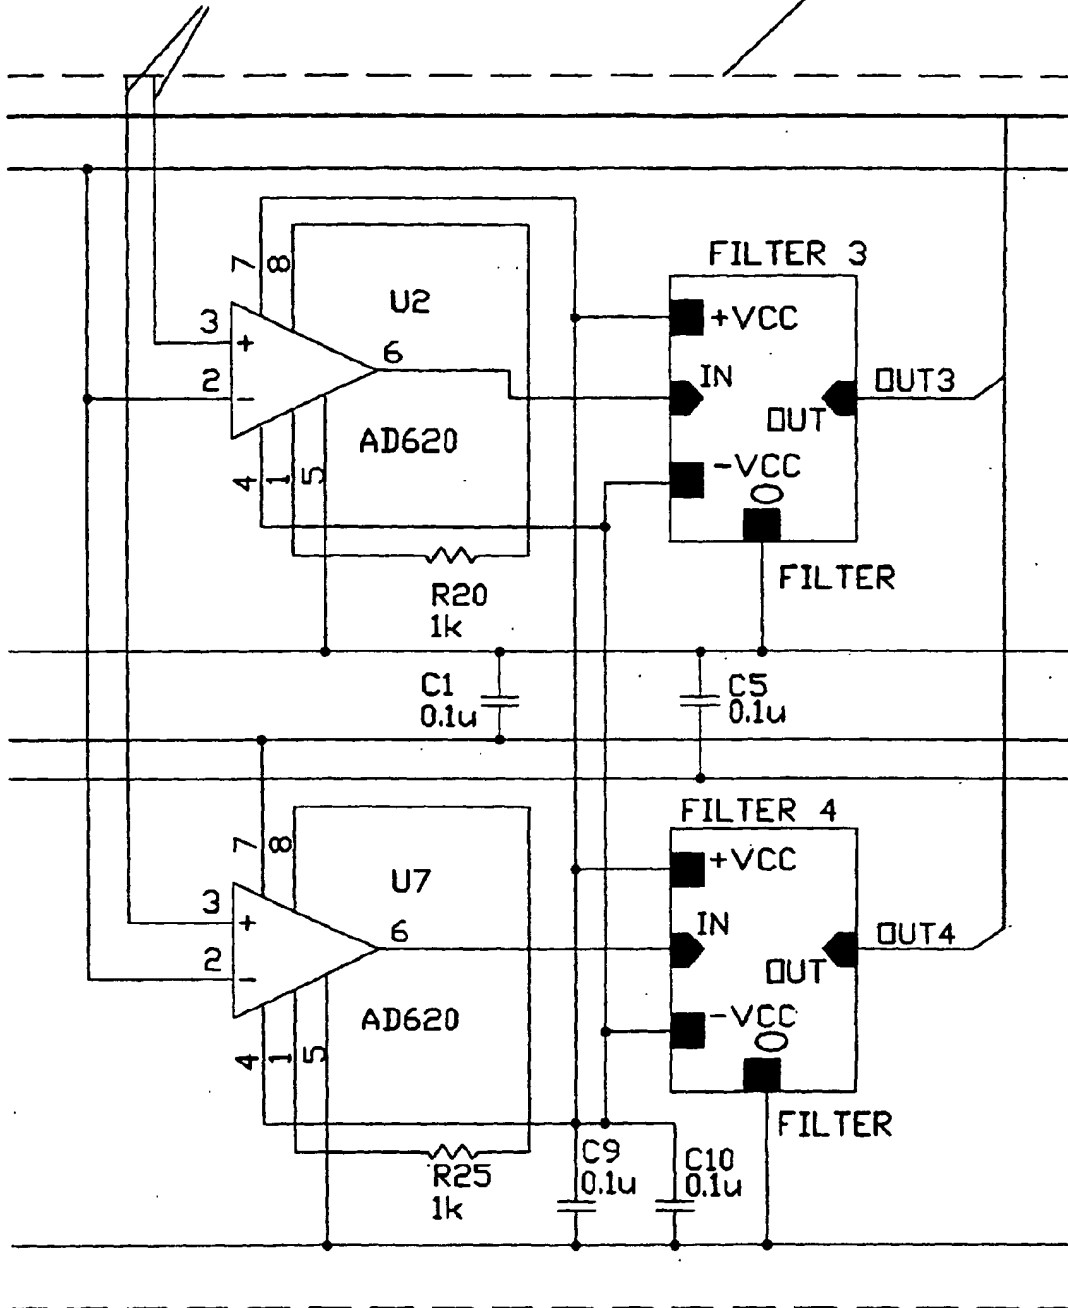 FILTER 3
7
8
U2
3
+
+VCC
6
2
IN
OUT3
-
OUT
AD620
-VCC
4
1
5
O
FILTER
R20
1k
C1
0.1u
C5
0.1u
FILTER 4
7
8
+VCC
U7
3
+
IN
6
OUT4
2
-
OUT
AD620
-VCC
O
4
1
5
FILTER
C9
0.1u
C10
0.1u
R25
1k